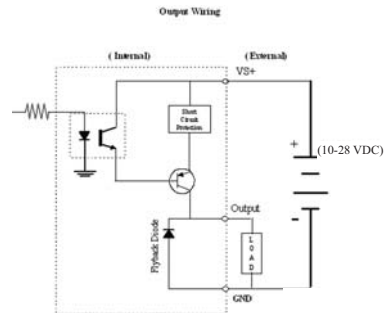 Output Wiring
( Internal)
( External)
VS+
Short
Circuit
Protection
+
(10-28 VDC)
-
Output
Flyback Diode
LOAD
GND